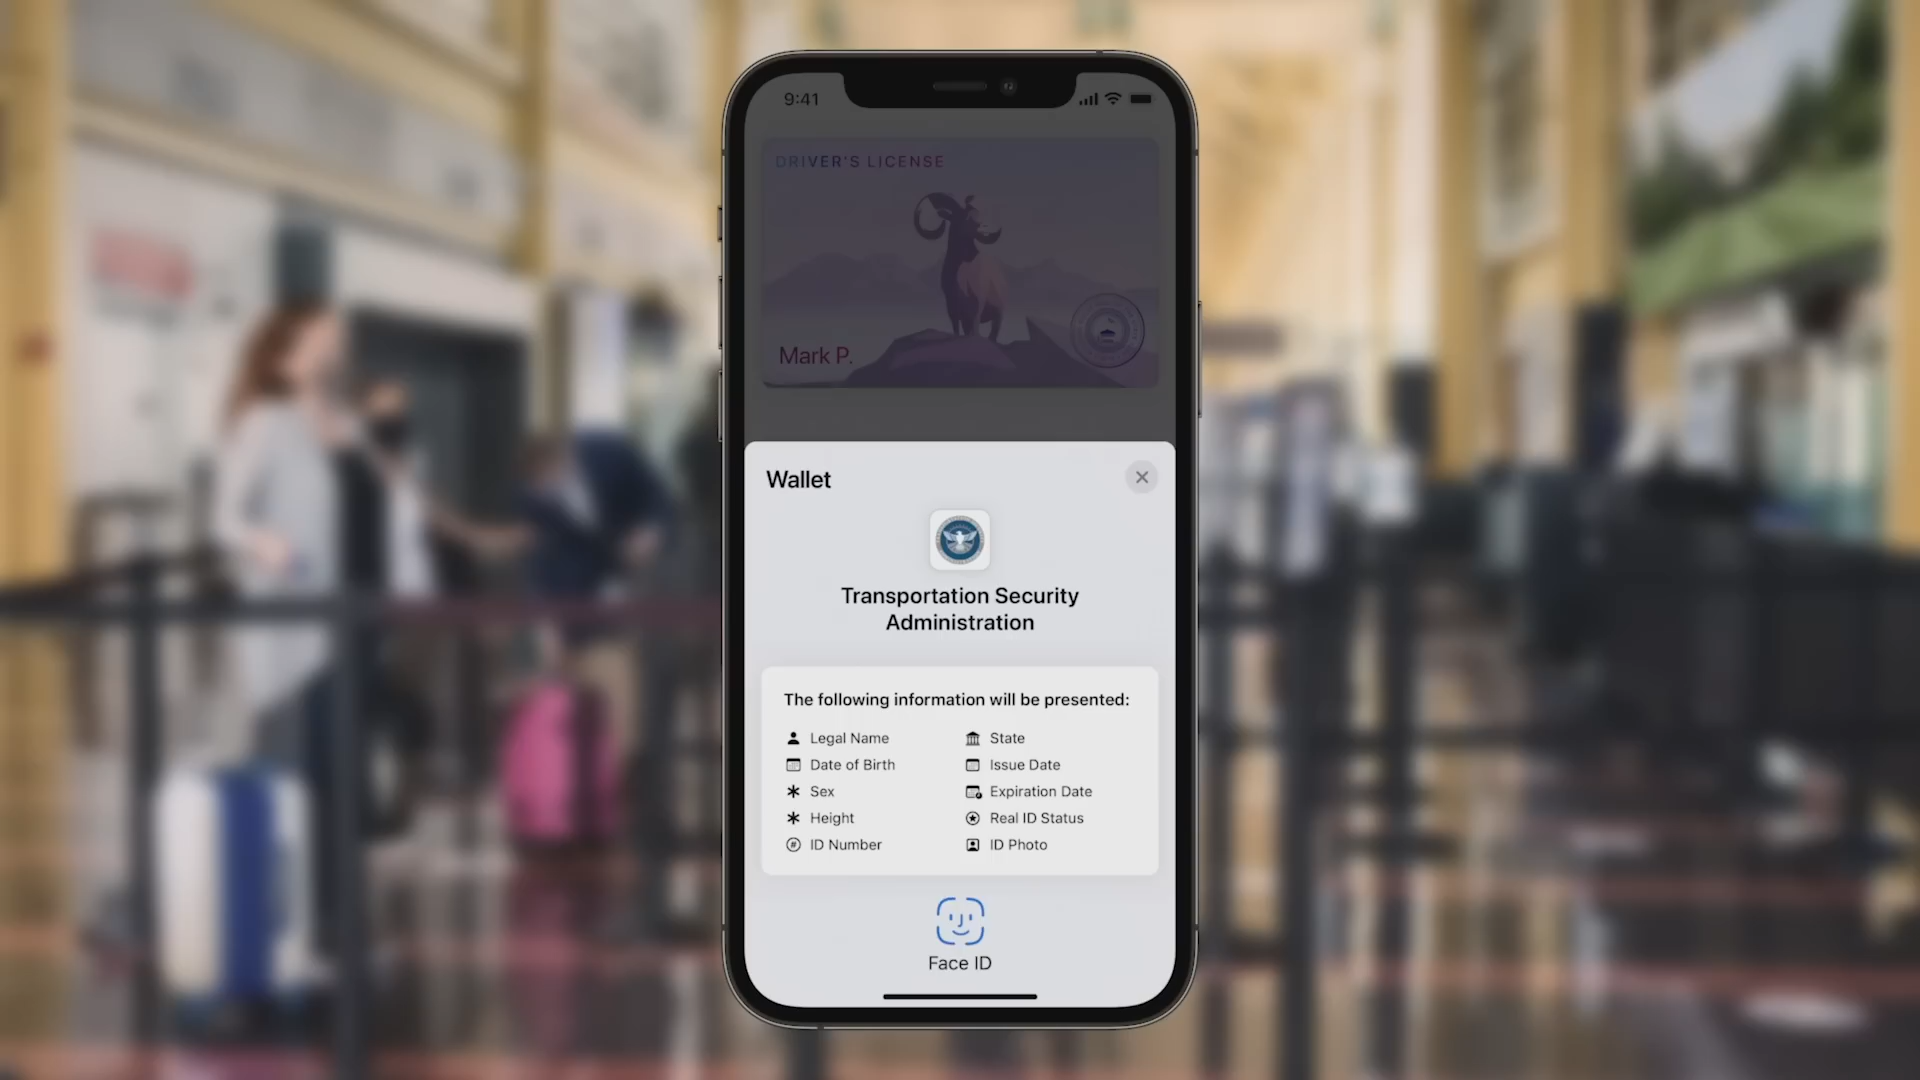 9:41
DRIVER'S LICENSE
Mark P.
Wallet
Transportation Security
Administration
The following information will be presented:
Legal Name
Date of Birth
Sex
Height
ID Number
State
Issue Date
Expiration Date
Real ID Status
ID Photo
Face ID